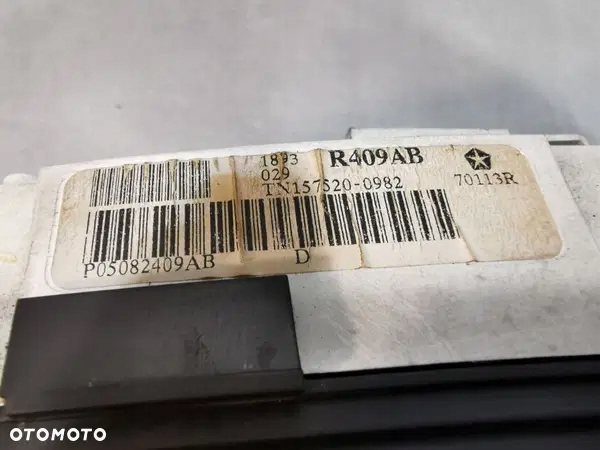 1893 R409AB
029
TN157520-0982 70113R
P05082409AB D
OTOMOTO